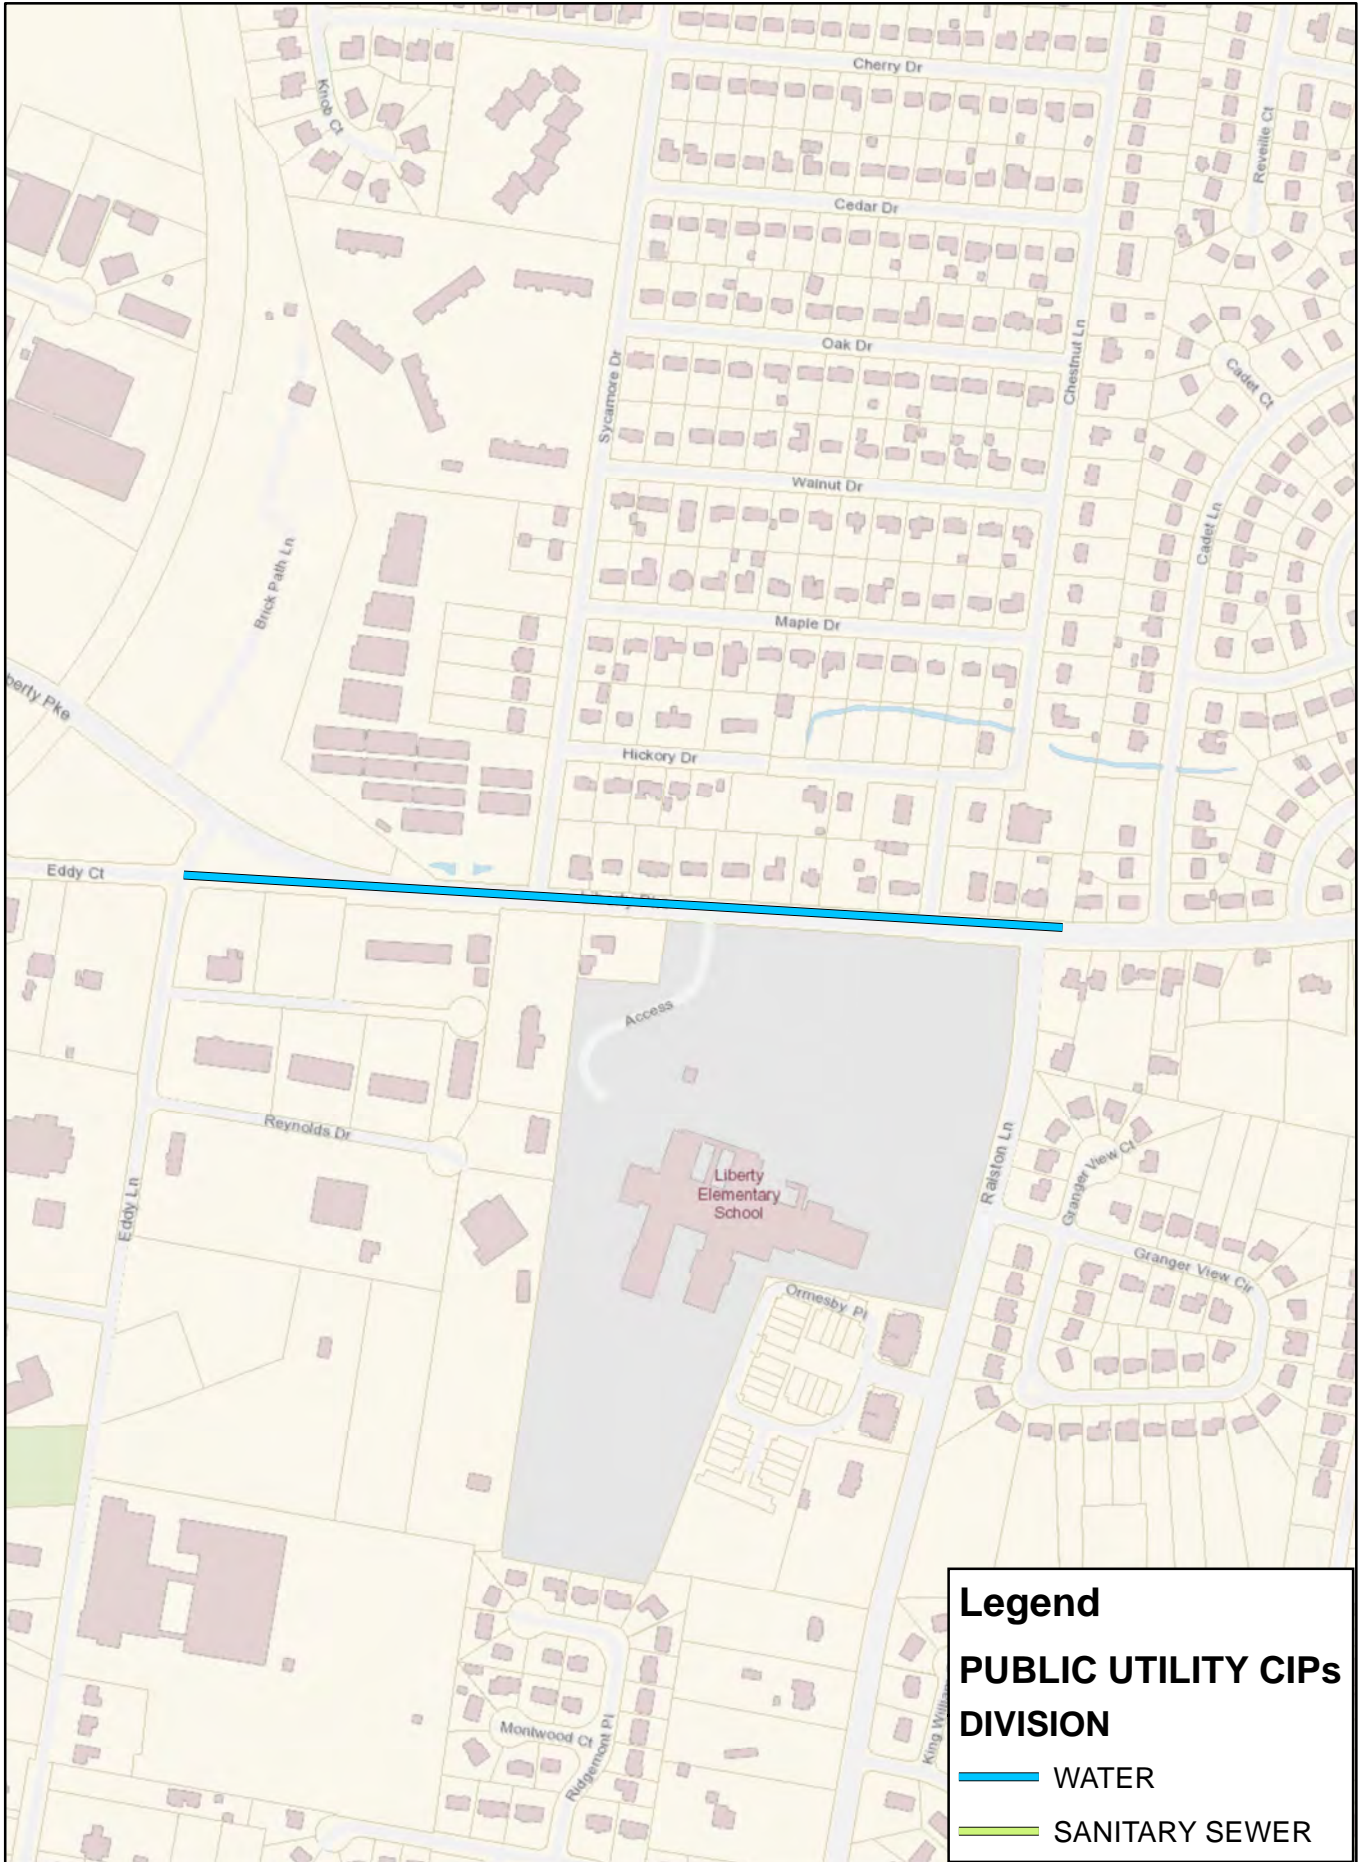 Cherry Dr
Knob Ct
Reveille Ct
Cedar Dr
Oak Dr
Chestnut Ln
Sycamore Dr
Cadet Ct
Walnut Dr
Cadet Ln
Brick Path Ln
Maple Dr
berty Pke
Hickory Dr
Eddy Ct
Access
Reynolds Dr
Ralston Ln
Granger View Ct
Liberty
Elementary
School
Eddy Ln
Granger View Cir
Ormesby Pl
Montwood Ct
Ridgemont Pl
King Willia
Legend
PUBLIC UTILITY CIPs
DIVISION
WATER
SANITARY SEWER